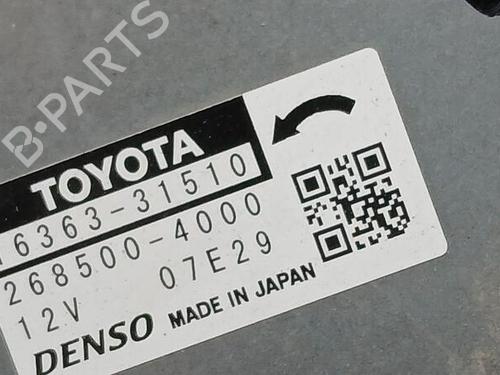 B-PARTS
TOYOTA
16363-31510
268500-4000
12V 07E29
DENSO MADE IN JAPAN